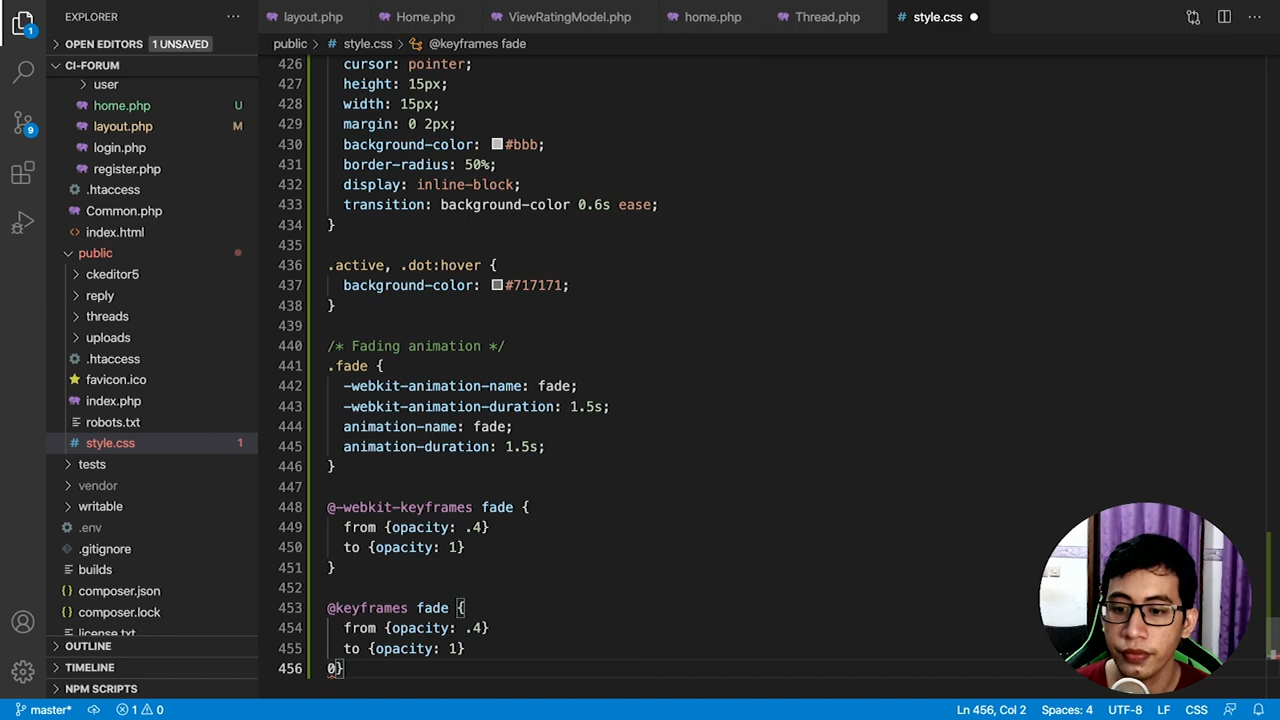 EXPLORER
layout.php
Home.php
ViewRatingModel.php
home.php
Thread.php
style.css
1
OPEN EDITORS 1 UNSAVED
public
style.css
@keyframes fade
CI-FORUM
user
home.php U
layout.php M
login.php
register.php
.htaccess
Common.php
index.html
public
ckeditor5
reply
threads
uploads
.htaccess
favicon.ico
index.php
robots.txt
style.css 1
tests
vendor
writable
.env
.gitignore
builds
composer.json
composer.lock
license.txt
OUTLINE
TIMELINE
NPM SCRIPTS
9
426 cursor: pointer;
427 height: 15px;
428 width: 15px;
429 margin: 0 2px;
430 background-color: #bbb;
431 border-radius: 50%;
432 display: inline-block;
433 transition: background-color 0.6s ease;
434 }
435
436 .active, .dot:hover {
437 background-color: #717171;
438 }
439
440 /* Fading animation */
441 .fade {
442 -webkit-animation-name: fade;
443 -webkit-animation-duration: 1.5s;
444 animation-name: fade;
445 animation-duration: 1.5s;
446 }
447
448 @-webkit-keyframes fade {
449 from {opacity: .4}
450 to {opacity: 1}
451 }
452
453 @keyframes fade {
454 from {opacity: .4}
455 to {opacity: 1}
456 0}
master*
1
0
Ln 456, Col 2
Spaces: 4
UTF-8
LF
CSS